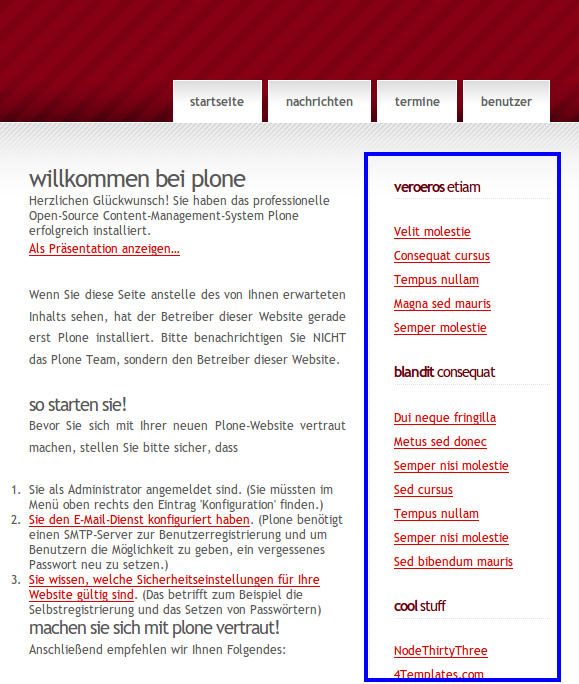 startseite
nachrichten
termine
benutzer
willkommen bei plone
Herzlichen Glückwunsch! Sie haben das professionelle
Open-Source Content-Management-System Plone
erfolgreich installiert.
Als Präsentation anzeigen…
Wenn Sie diese Seite anstelle des von Ihnen erwarteten
Inhalts sehen, hat der Betreiber dieser Website gerade
erst Plone installiert. Bitte benachrichtigen Sie NICHT
das Plone Team, sondern den Betreiber dieser Website.
so starten sie!
Bevor Sie sich mit Ihrer neuen Plone-Website vertraut
machen, stellen Sie bitte sicher, dass
1. Sie als Administrator angemeldet sind. (Sie müssten im
Menü oben rechts den Eintrag 'Konfiguration' finden.)
2. Sie den E-Mail-Dienst konfiguriert haben. (Plone benötigt
einen SMTP-Server zur Benutzerregistrierung und um
Benutzern die Möglichkeit zu geben, ein vergessenes
Passwort neu zu setzen.)
3. Sie wissen, welche Sicherheitseinstellungen für Ihre
Website gültig sind. (Das betrifft zum Beispiel die
Selbstregistrierung und das Setzen von Passwörtern)
machen sie sich mit plone vertraut!
Anschließend empfehlen wir Ihnen Folgendes:
veroeros etiam
Velit molestie
Consequat cursus
Tempus nullam
Magna sed mauris
Semper molestie
blandit consequat
Dui neque fringilla
Metus sed donec
Semper nisi molestie
Sed cursus
Tempus nullam
Semper nisi molestie
Sed bibendum mauris
cool stuff
NodeThirtyThree
4Templates.com